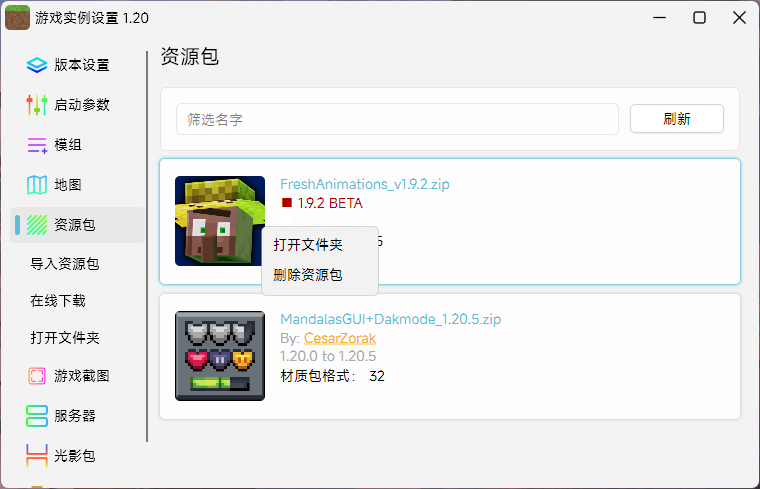 游戏实例设置 1.20
版本设置
启动参数
模组
地图
资源包
导入资源包
在线下载
打开文件夹
游戏截图
服务器
光影包
资源包
筛选名字
刷新
FreshAnimations_v1.9.2.zip
■ 1.9.2 BETA
打开文件夹
删除资源包
MandalasGUI+Dakmode_1.20.5.zip
By: CesarZorak
1.20.0 to 1.20.5
材质包格式： 32